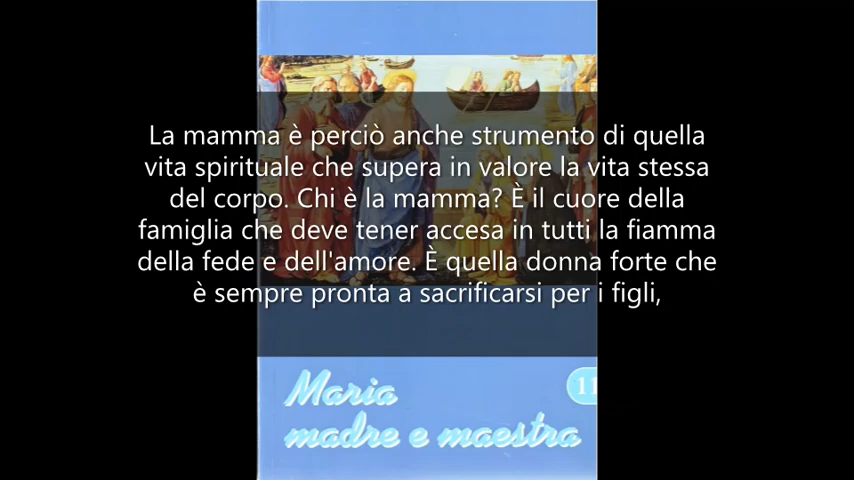 La mamma è perciò anche strumento di quella
vita spirituale che supera in valore la vita stessa
del corpo. Chi è la mamma? È il cuore della
famiglia che deve tener accesa in tutti la fiamma
della fede e dell'amore. È quella donna forte che
è sempre pronta a sacrificarsi per i figli,
Maria
11
madre e maestra